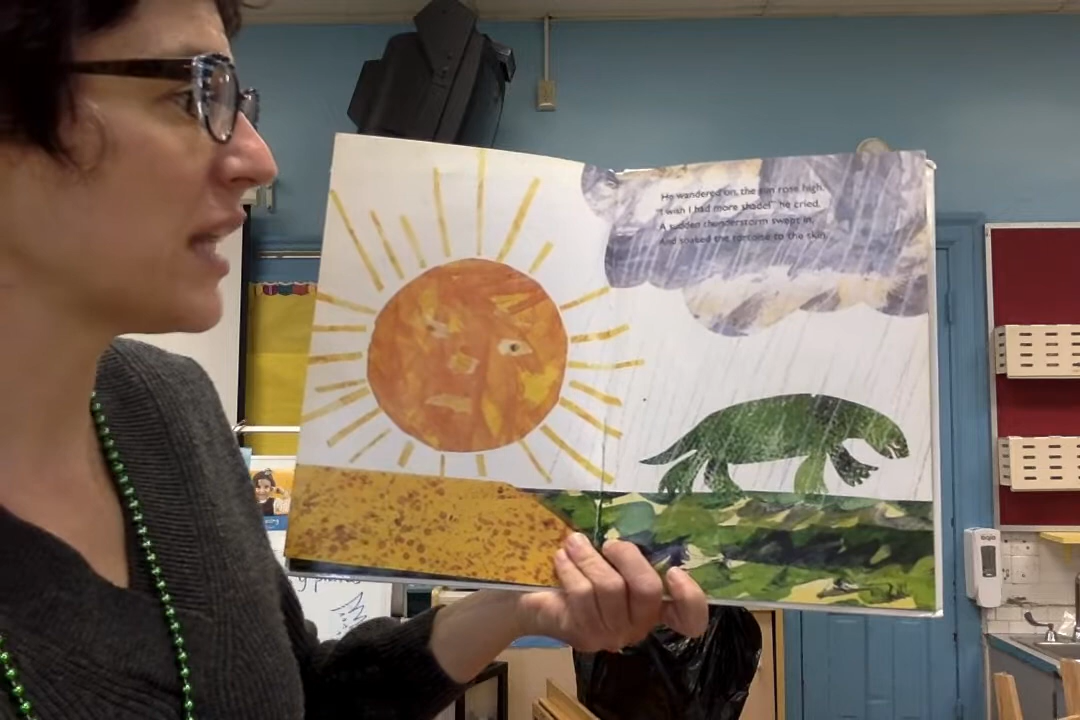 He wandered on, the sun rose high.
"I wish I had more shade!" he cried.
A sudden thunderstorm swept in,
And soaked the tortoise to the skin.